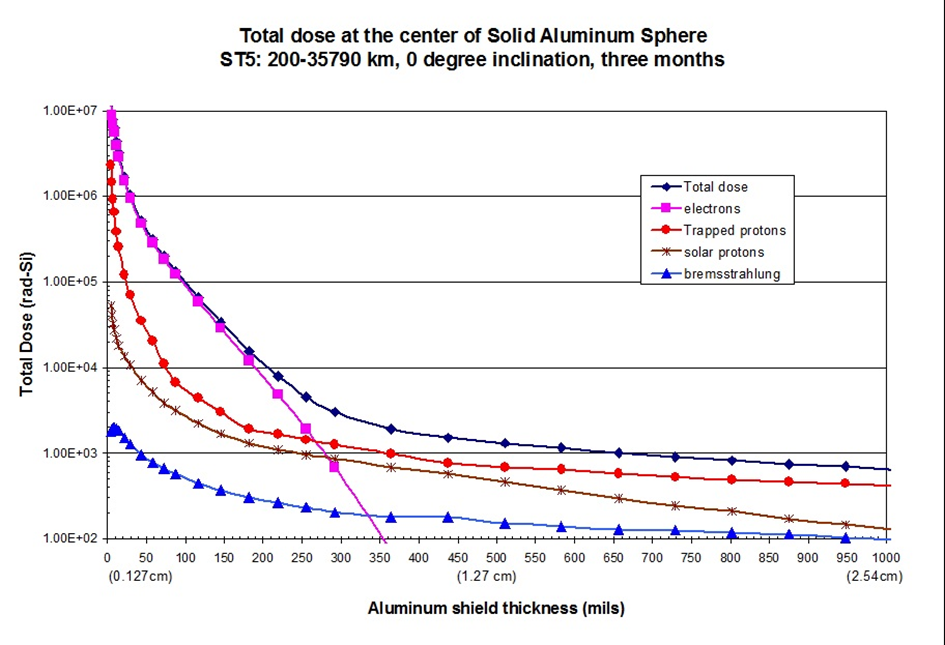 Total dose at the center of Solid Aluminum Sphere
ST5: 200-35790 km, 0 degree inclination, three months
Total Dose (rad-Si)
1.00E+07
1.00E+06
1.00E+05
1.00E+04
1.00E+03
1.00E+02
Total dose
electrons
Trapped protons
solar protons
bremsstrahlung
0 50 100 150 200 250 300 350 400 450 500 550 600 650 700 750 800 850 900 950 1000
(0.127cm) (1.27 cm) (2.54cm)
Aluminum shield thickness (mils)